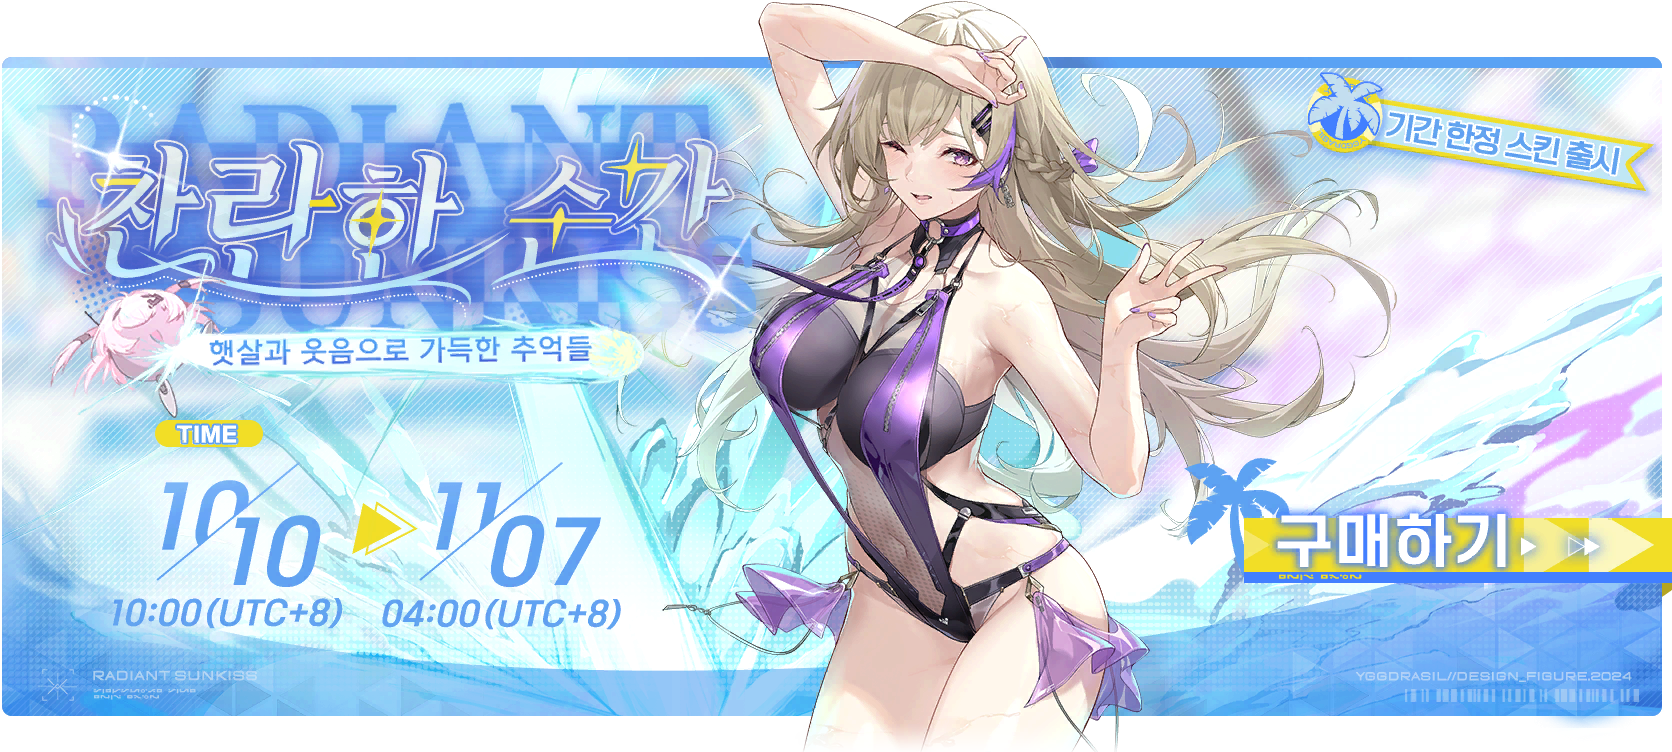 RADIANT
SUNKISS
찬란한 순간
햇살과 웃음으로 가득한 추억들
기간 한정 스킨 출시
TIME
10/10 11/07
10:00(UTC+8) 04:00(UTC+8)
구매하기
RADIANT SUNKISS
YGGDRASIL//DESIGN_FIGURE.2024